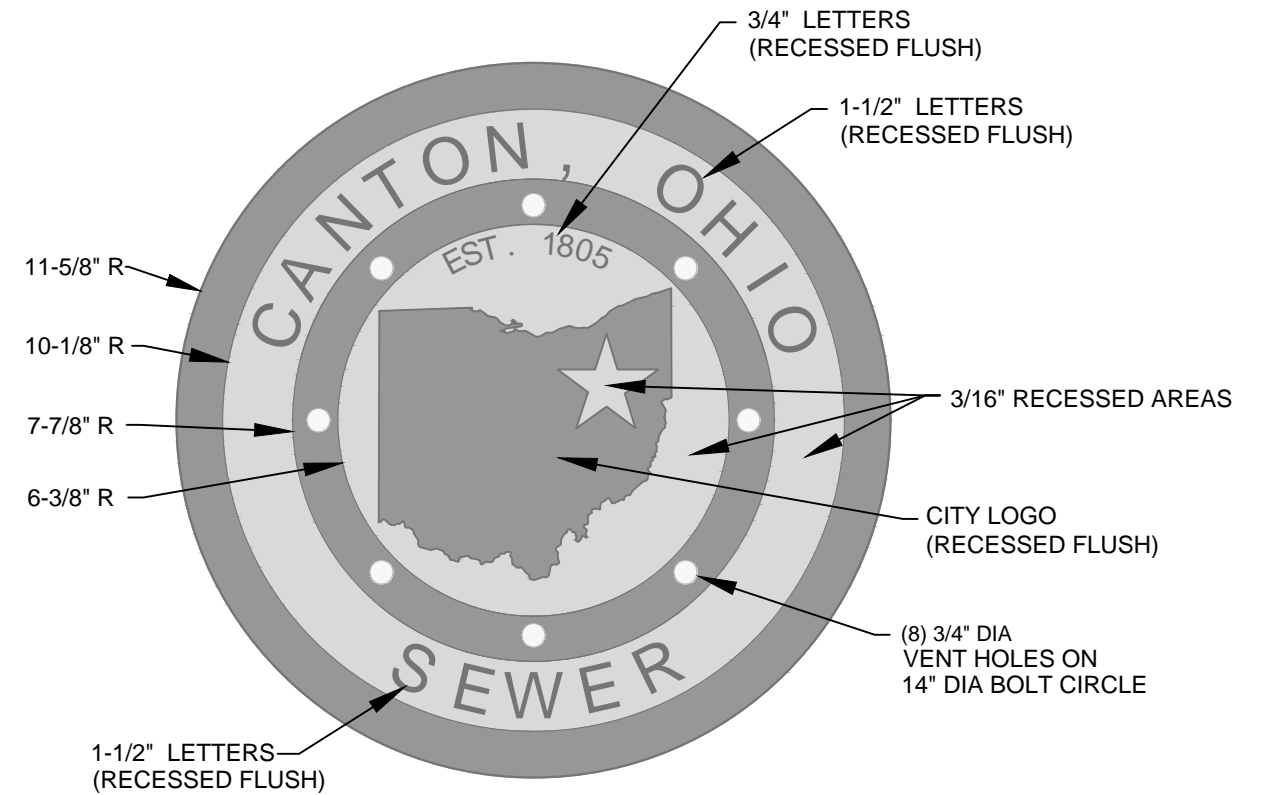 3/4" LETTERS
(RECESSED FLUSH)
1-1/2" LETTERS
(RECESSED FLUSH)
CANTON, OHIO
EST. 1805
11-5/8" R
10-1/8" R
7-7/8" R
6-3/8" R
3/16" RECESSED AREAS
CITY LOGO
(RECESSED FLUSH)
(8) 3/4" DIA
VENT HOLES ON
14" DIA BOLT CIRCLE
SEWER
1-1/2" LETTERS
(RECESSED FLUSH)